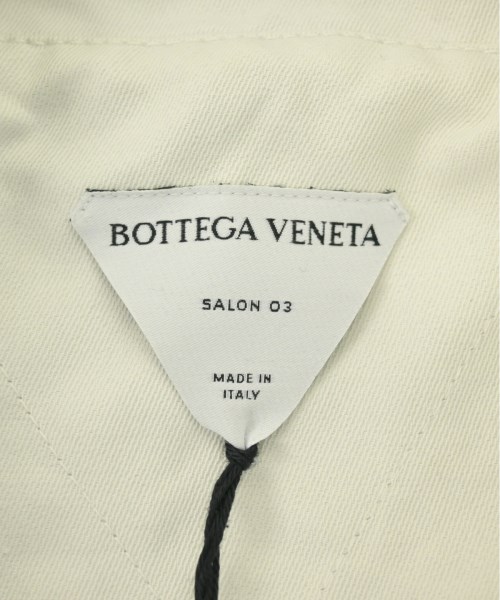 BOTTEGA VENETA
SALON 03
MADE IN
ITALY